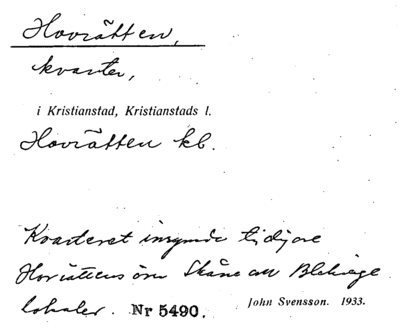 Hovrätten,
kvarter,
i Kristianstad, Kristianstads l.
Hovrätten kb.
Kvarteret inrymde tidigare
Hovrättens över Skåne och Blekinge
lokaler. Nr 5490.
John Svensson. 1933.